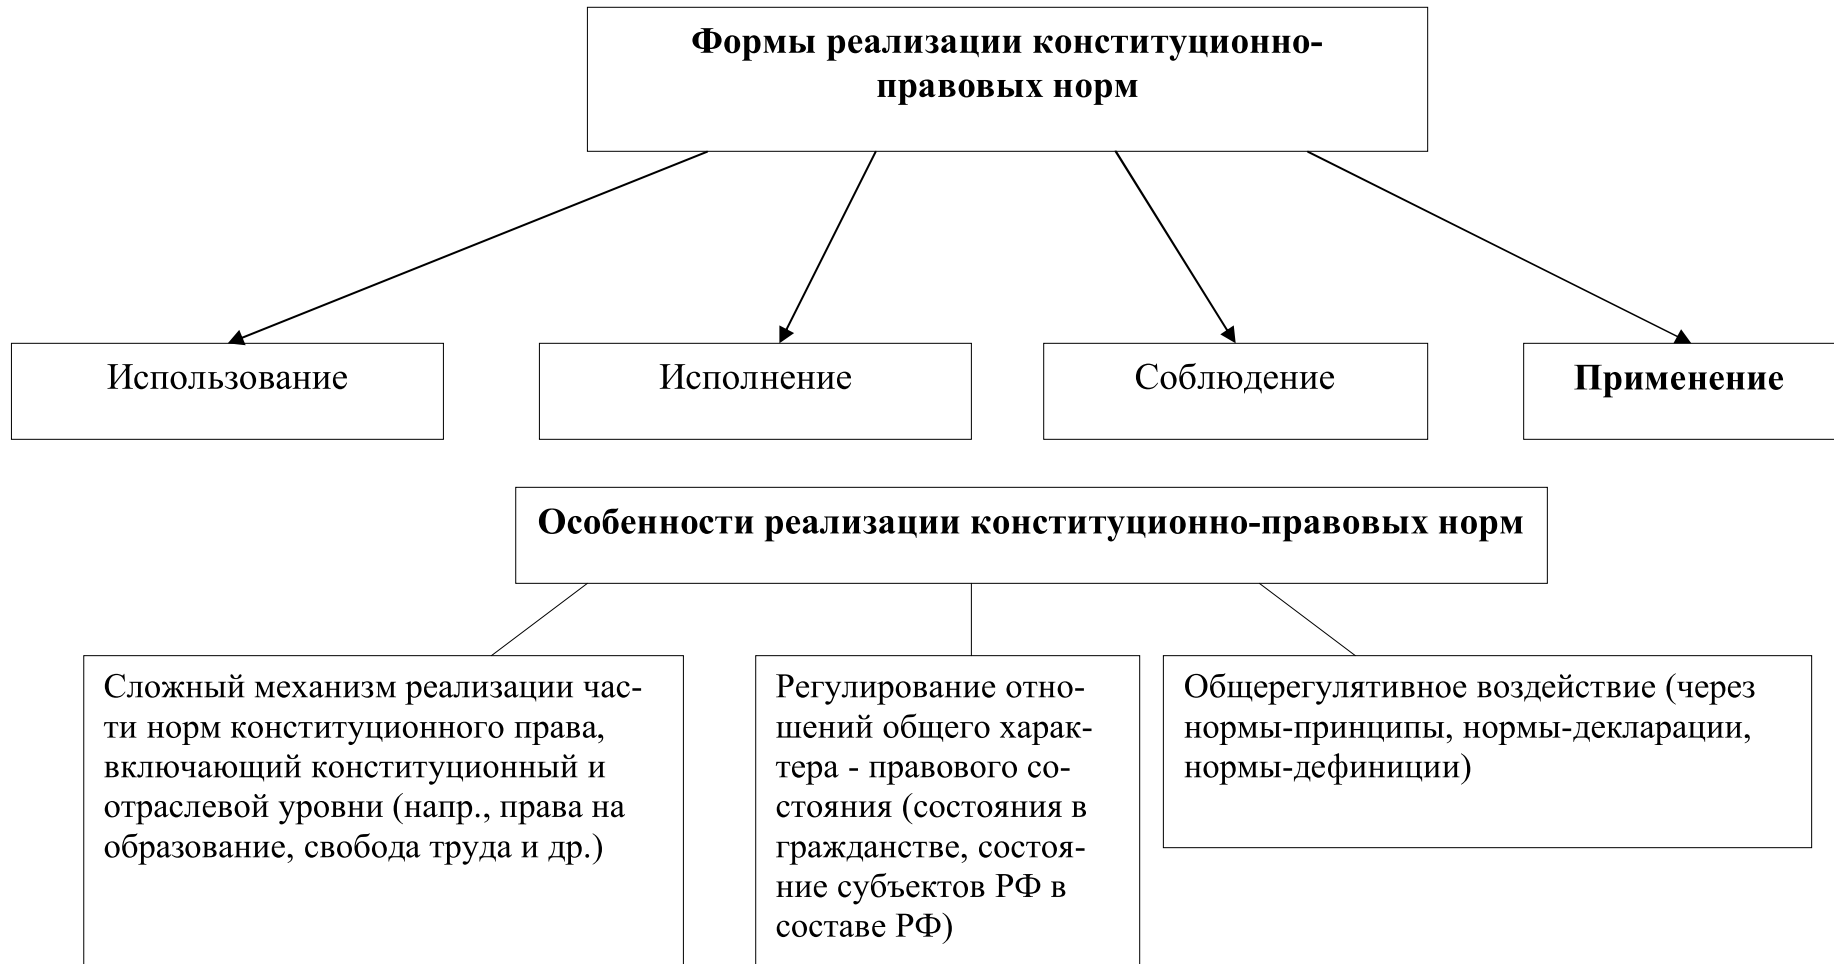 Формы реализации конституционно-
правовых норм
Использование
Исполнение
Соблюдение
Применение
Особенности реализации конституционно-правовых норм
Сложный механизм реализации час-
ти норм конституционного права,
включающий конституционный и
отраслевой уровни (напр., права на
образование, свобода труда и др.)
Регулирование отно-
шений общего харак-
тера - правового со-
стояния (состояния в
гражданстве, состоя-
ние субъектов РФ в
составе РФ)
Общерегулятивное воздействие (через
нормы-принципы, нормы-декларации,
нормы-дефиниции)